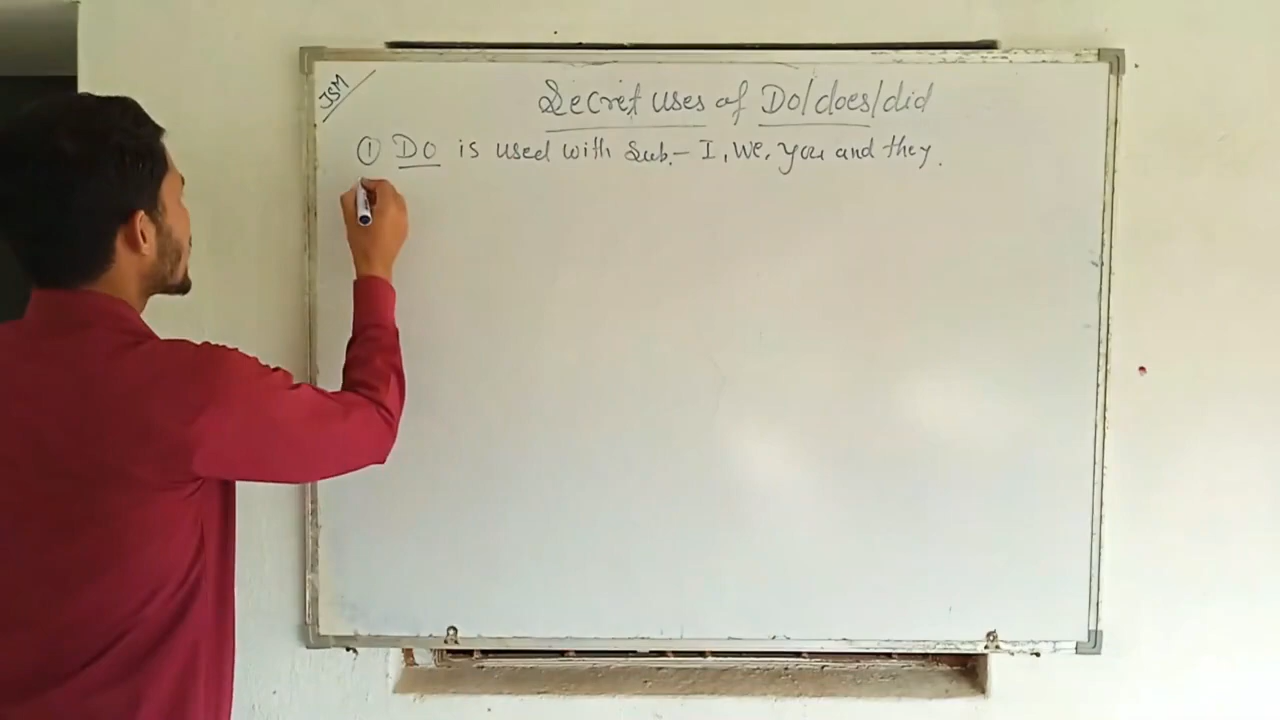 JSM
Secret uses of Do/does/did
① DO is used with Sub.- I, We, you and they.